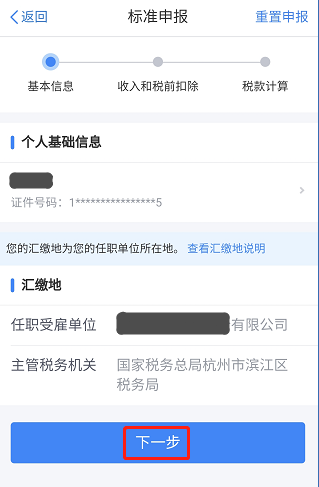 返回 标准申报 重置申报
基本信息 收入和税前扣除 税款计算
个人基础信息
证件号码：1****************5
您的汇缴地为您的任职单位所在地。 查看汇缴地说明
汇缴地
任职受雇单位 有限公司
主管税务机关 国家税务总局杭州市滨江区
税务局
下一步